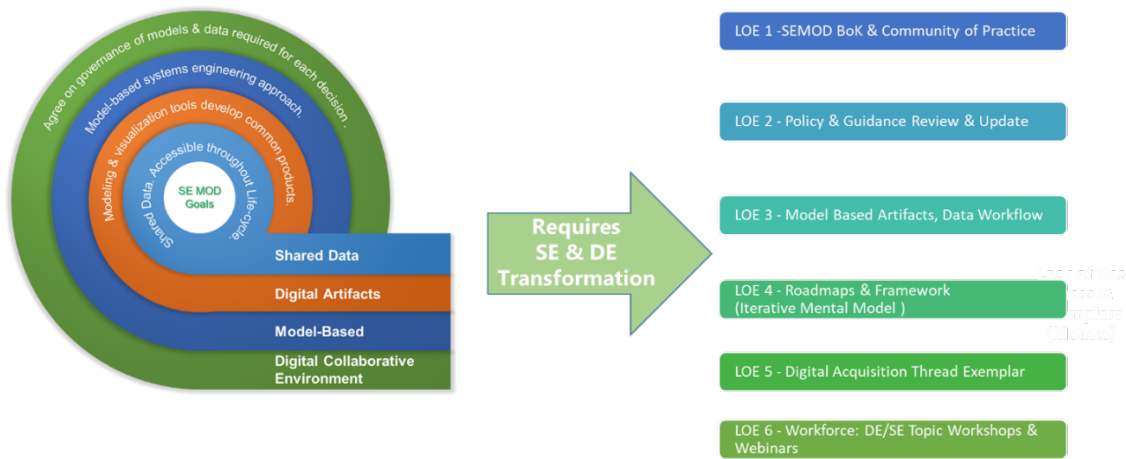 Agree on governance of models & data required for each decision .
Model-based systems engineering approach.
Modeling & visualization tools develop common products.
Shared Data. Accessible throughout Life-cycle.
SE MOD
Goals
Shared Data
Digital Artifacts
Model-Based
Digital Collaborative
Environment
Requires
SE & DE
Transformation
LOE 1 -SEMOD BoK & Community of Practice
LOE 2 - Policy & Guidance Review & Update
LOE 3 - Model Based Artifacts, Data Workflow
LOE 4 - Roadmaps & Framework
(Iterative Mental Model )
LOE 5 - Digital Acquisition Thread Exemplar
LOE 6 - Workforce: DE/SE Topic Workshops &
Webinars